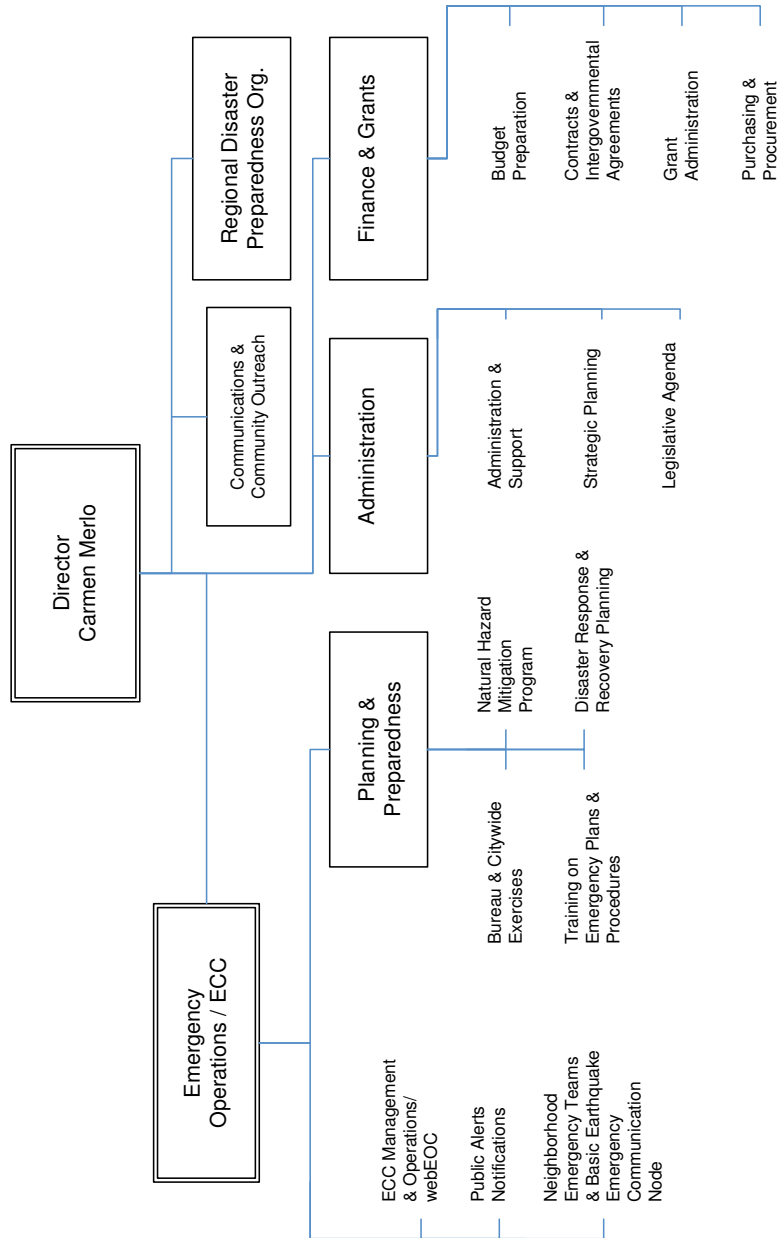 Director
Carmen Merlo
Emergency
Operations / ECC
Communications &
Community Outreach
Regional Disaster
Preparedness Org.
Planning &
Preparedness
Administration
Finance & Grants
ECC Management
& Operations/
webEOC
Public Alerts
Notifications
Neighborhood
Emergency Teams
& Basic Earthquake
Emergency
Communication
Node
Bureau & Citywide
Exercises
Training on
Emergency Plans &
Procedures
Natural Hazard
Mitigation
Program
Disaster Response &
Recovery Planning
Administration &
Support
Strategic Planning
Legislative Agenda
Budget
Preparation
Contracts &
Intergovernmental
Agreements
Grant
Administration
Purchasing &
Procurement